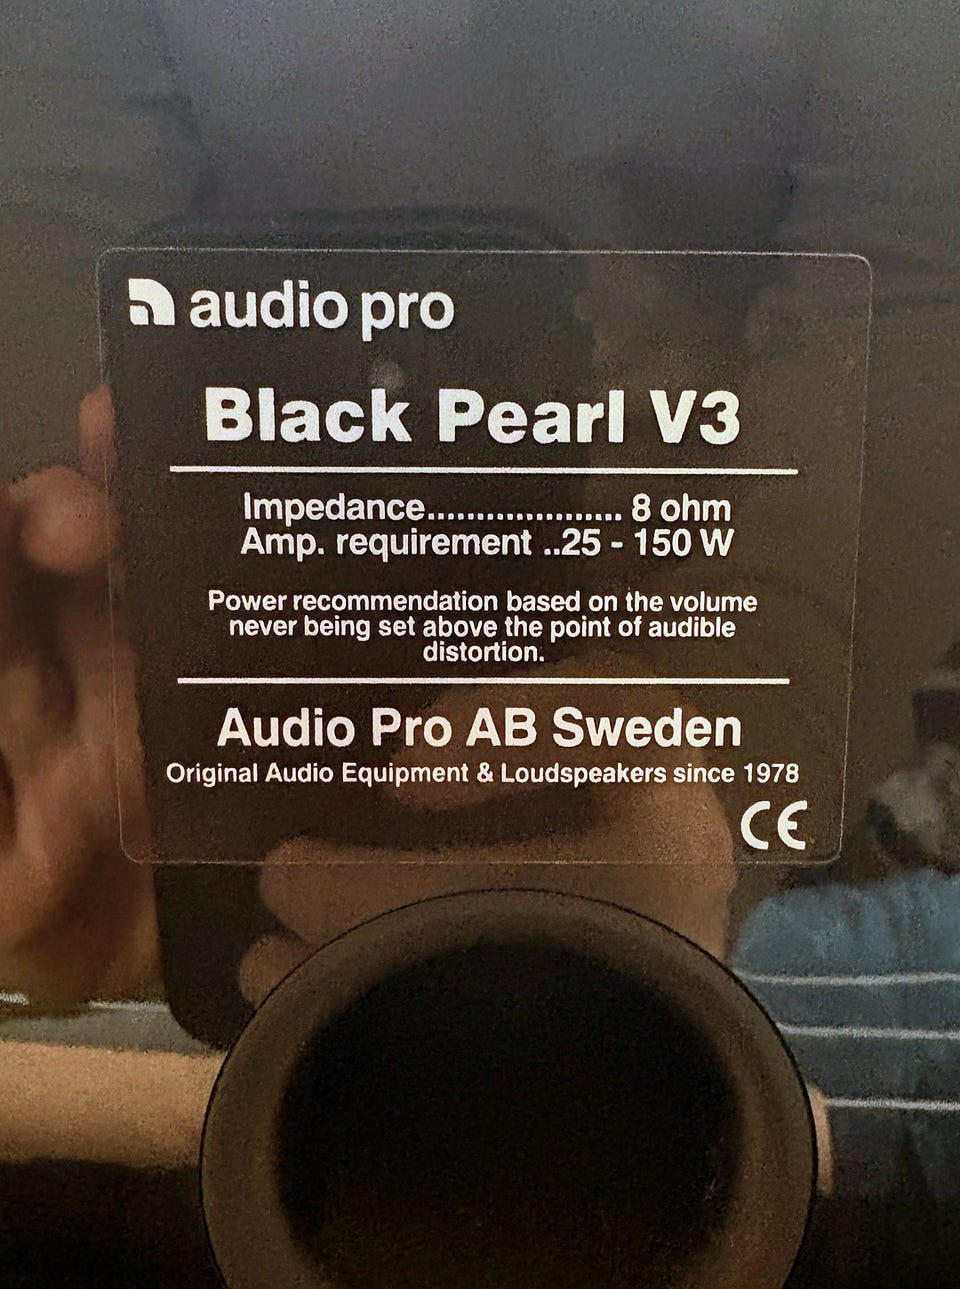 audio pro
Black Pearl V3
Impedance.................... 8 ohm
Amp. requirement ..25 - 150 W
Power recommendation based on the volume
never being set above the point of audible
distortion.
Audio Pro AB Sweden
Original Audio Equipment & Loudspeakers since 1978
CE